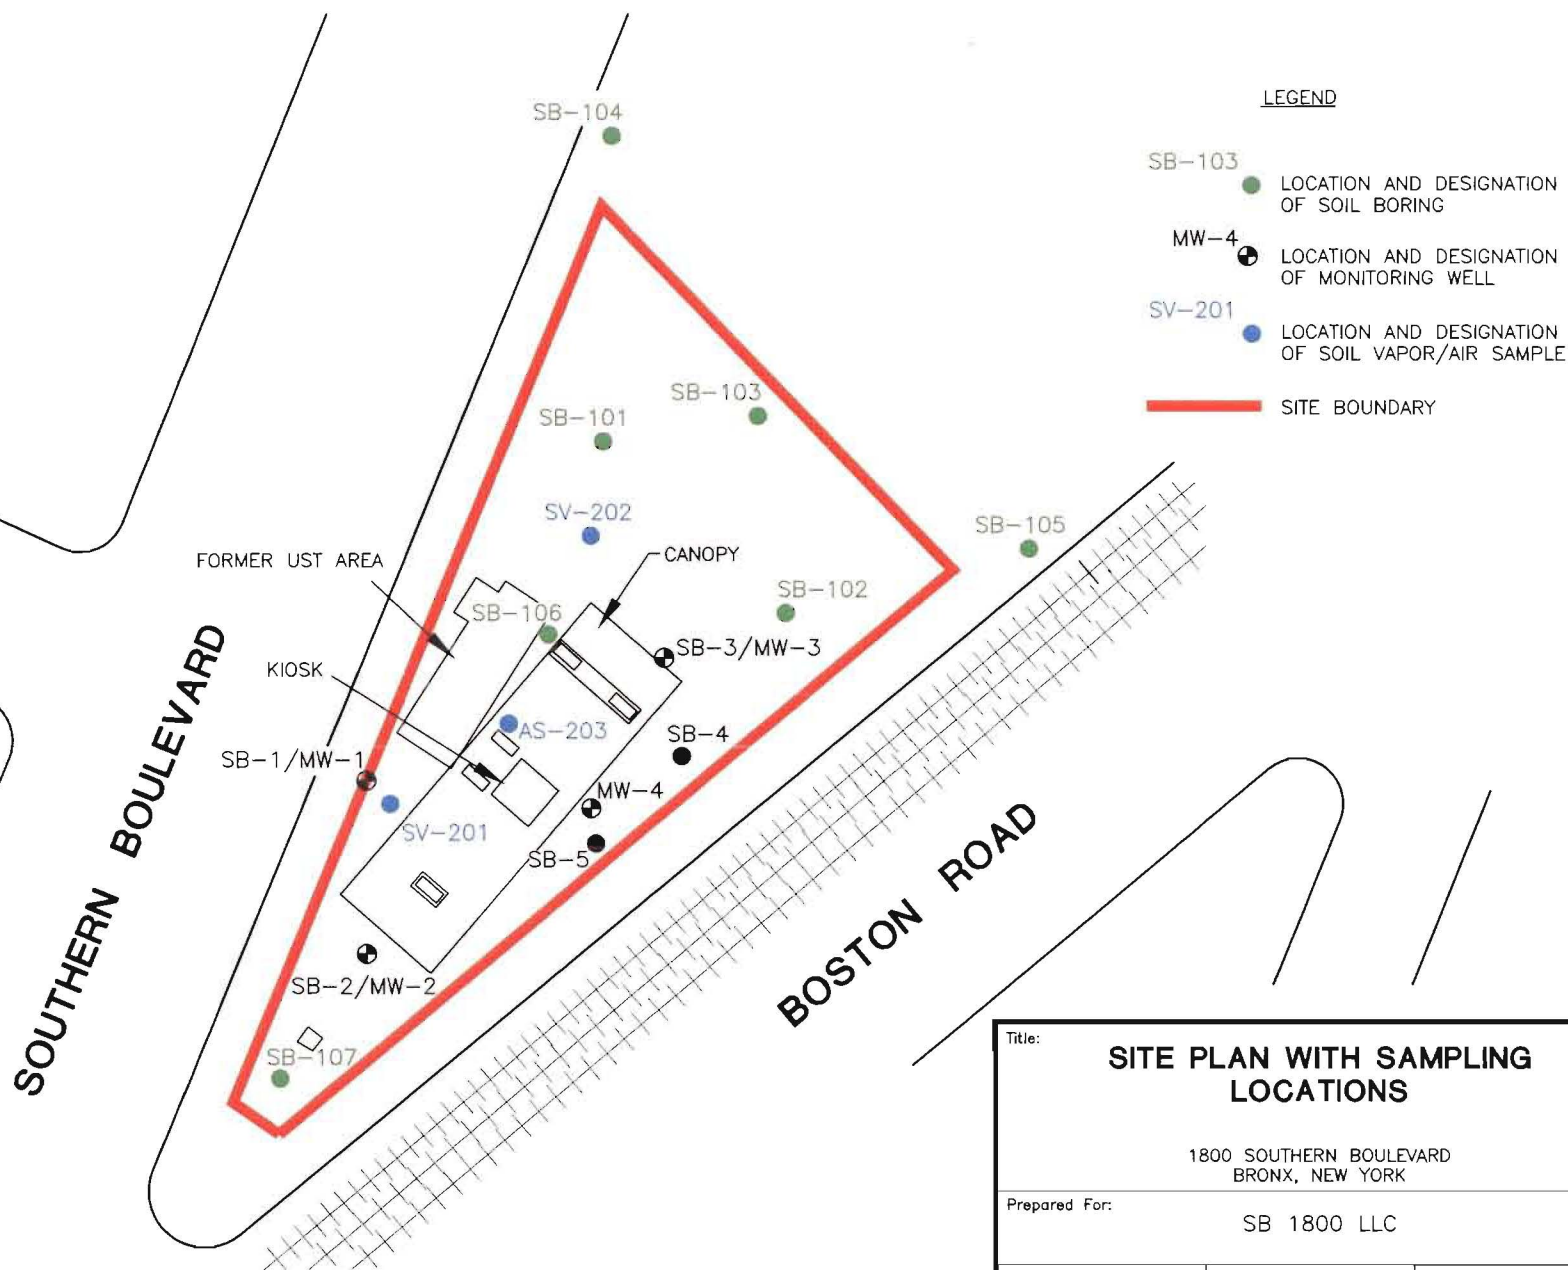 LEGEND
SB-103
LOCATION AND DESIGNATION
OF SOIL BORING
MW-4
LOCATION AND DESIGNATION
OF MONITORING WELL
SV-201
LOCATION AND DESIGNATION
OF SOIL VAPOR/AIR SAMPLE
SITE BOUNDARY
SB-104
SB-103
SB-101
SV-202
SB-105
FORMER UST AREA
CANOPY
SB-102
SB-106
SB-3/MW-3
KIOSK
AS-203
SB-4
SB-1/MW-1
MW-4
SV-201
SB-5
SB-2/MW-2
SB-107
SOUTHERN BOULEVARD
BOSTON ROAD
Title:
SITE PLAN WITH SAMPLING
LOCATIONS
1800 SOUTHERN BOULEVARD
BRONX, NEW YORK
Prepared For:
SB 1800 LLC